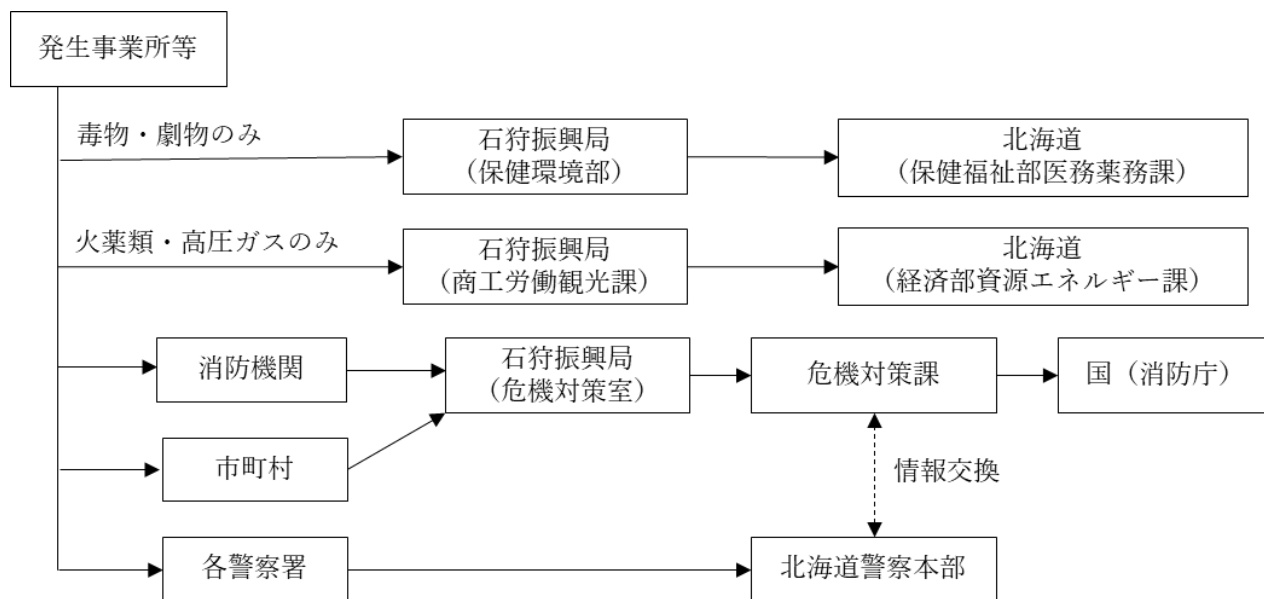 発生事業所等
毒物・劇物のみ
石狩振興局
（保健環境部）
北海道
（保健福祉部医務薬務課）
火薬類・高圧ガスのみ
石狩振興局
（商工労働観光課）
北海道
（経済部資源エネルギー課）
消防機関
石狩振興局
（危機対策室）
危機対策課
国（消防庁）
市町村
情報交換
各警察署
北海道警察本部